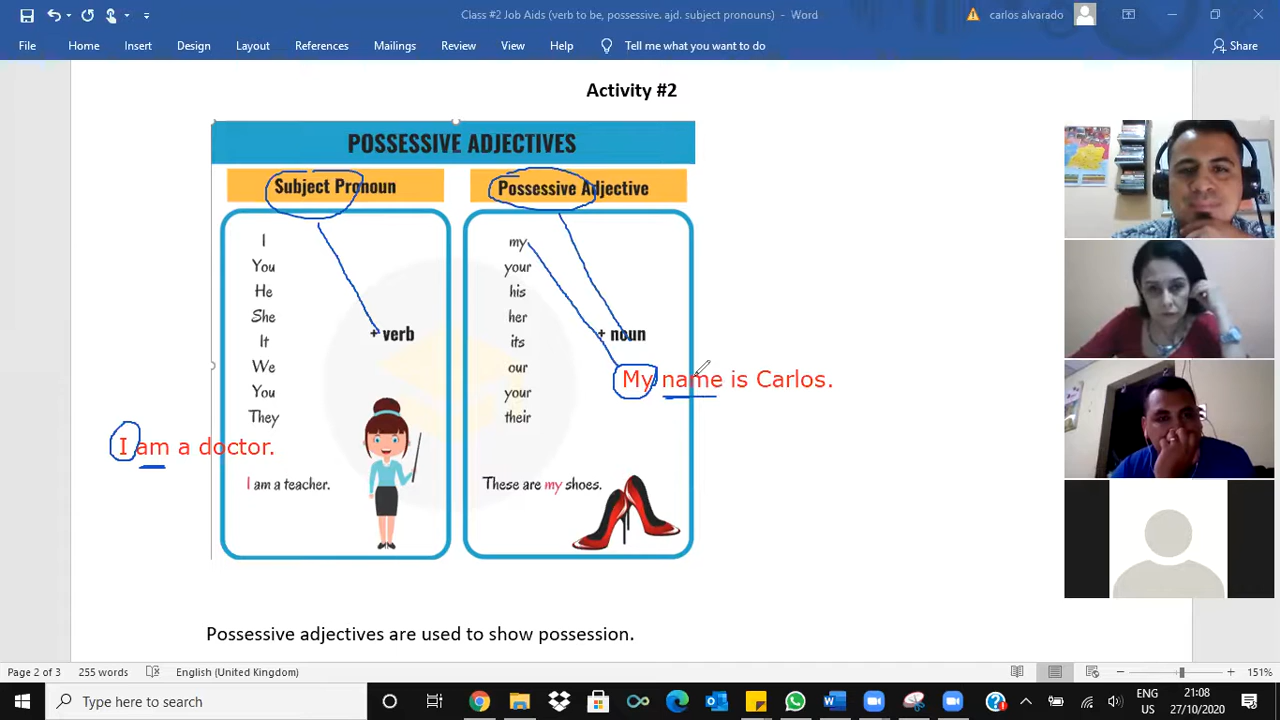 Class #2 Job Aids (verb to be, possessive. ajd. subject pronouns) - Word
carlos alvarado
File Home Insert Design Layout References Mailings Review View Help Tell me what you want to do Share
Activity #2
POSSESSIVE ADJECTIVES
Subject Pronoun
Possessive Adjective
I
You
He
She
It
We
You
They
+ verb
I am a doctor.
I am a teacher.
my
your
his
her
its
our
your
their
+ noun
My name is Carlos.
These are my shoes.
Possessive adjectives are used to show possession.
Page 2 of 3 255 words English (United Kingdom) 151%
Type here to search
ENG 21:08
US 27/10/2020